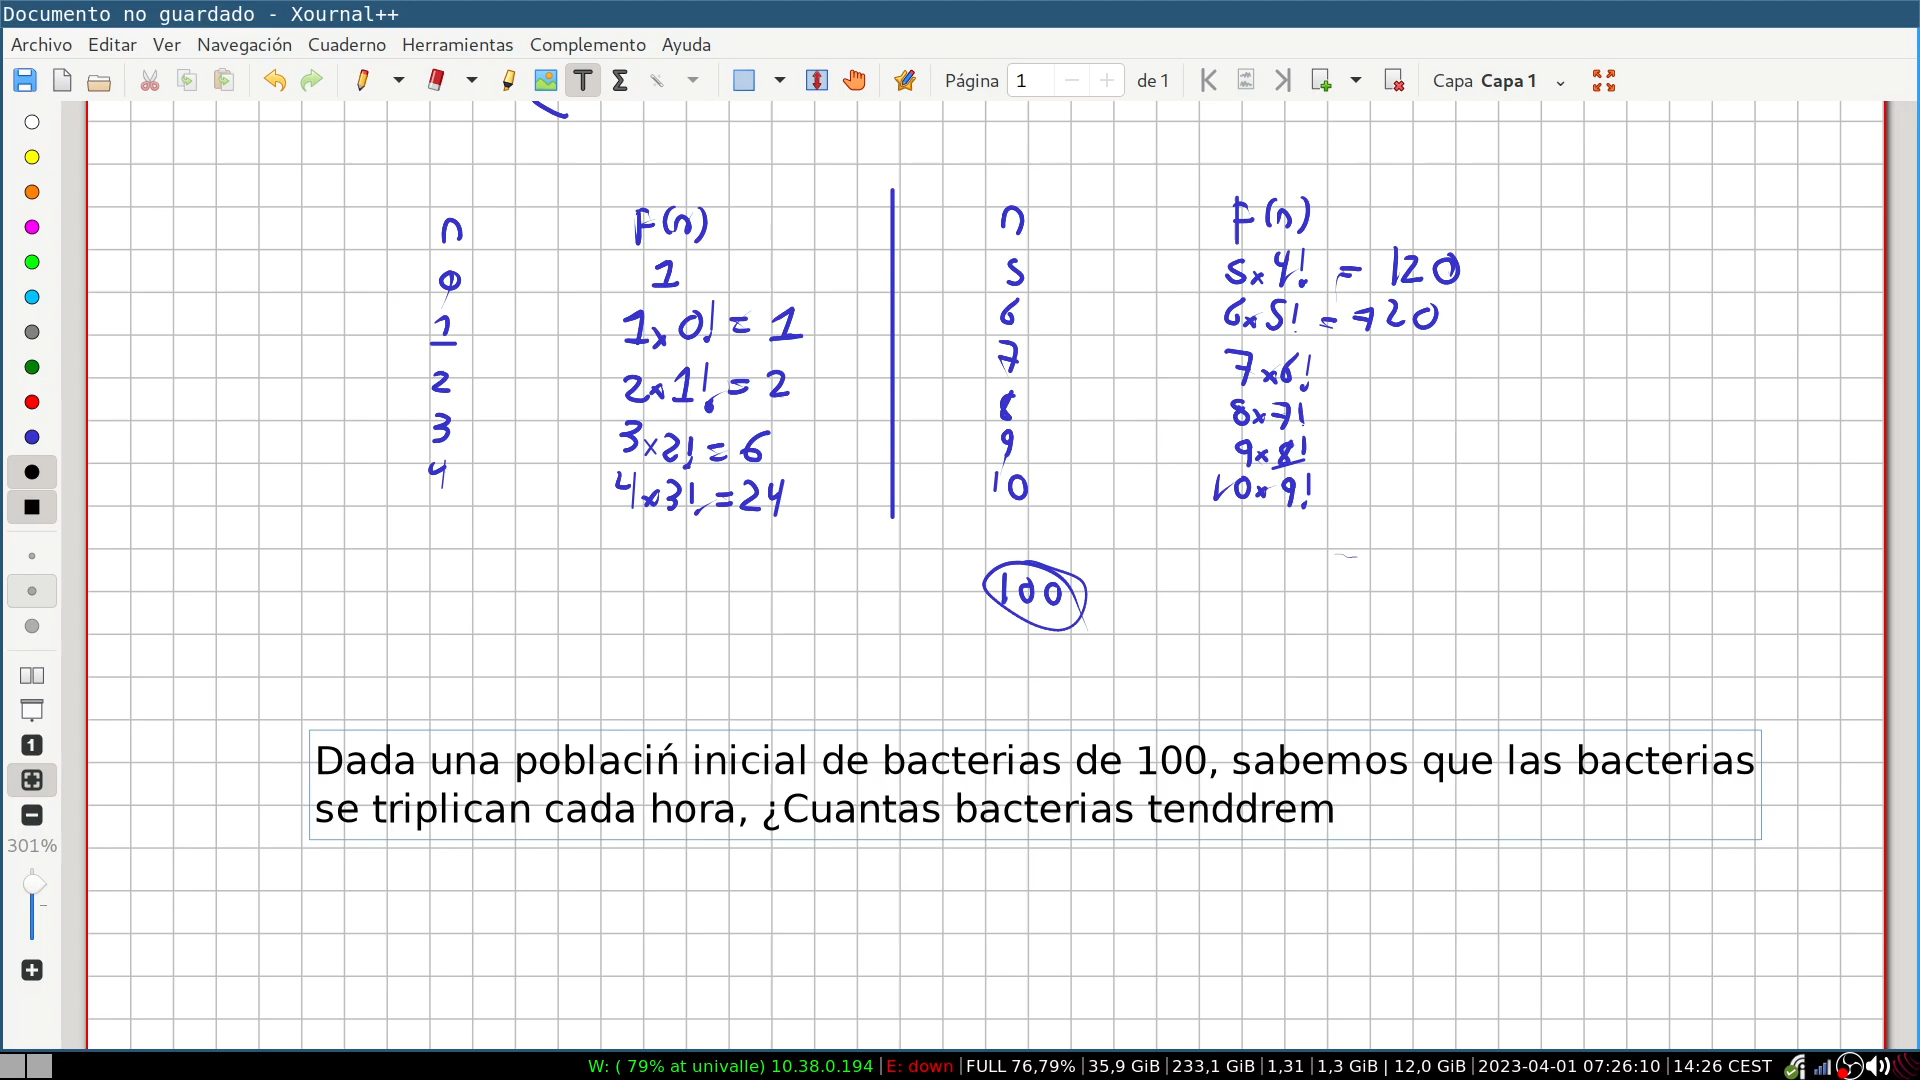 Documento no guardado - Xournal++
Archivo Editar Ver Navegación Cuaderno Herramientas Complemento Ayuda
Página 1 de 1 Capa Capa 1
n F(n) n F(n)
0 1 5 5x4! = 120
1 1x0! = 1 6 6x5! = 720
2 2x1! = 2 7 7x6!
3 3x2! = 6 8 8x7!
4 4x3! = 24 9 9x8!
10 10x9!
100
Dada una poblaciń inicial de bacterias de 100, sabemos que las bacterias
se triplican cada hora, ¿Cuantas bacterias tenddrem
301%
W: ( 79% at univalle) 10.38.0.194 | E: down | FULL 76,79% | 35,9 GiB | 233,1 GiB | 1,31 | 1,3 GiB | 12,0 GiB | 2023-04-01 07:26:10 | 14:26 CEST